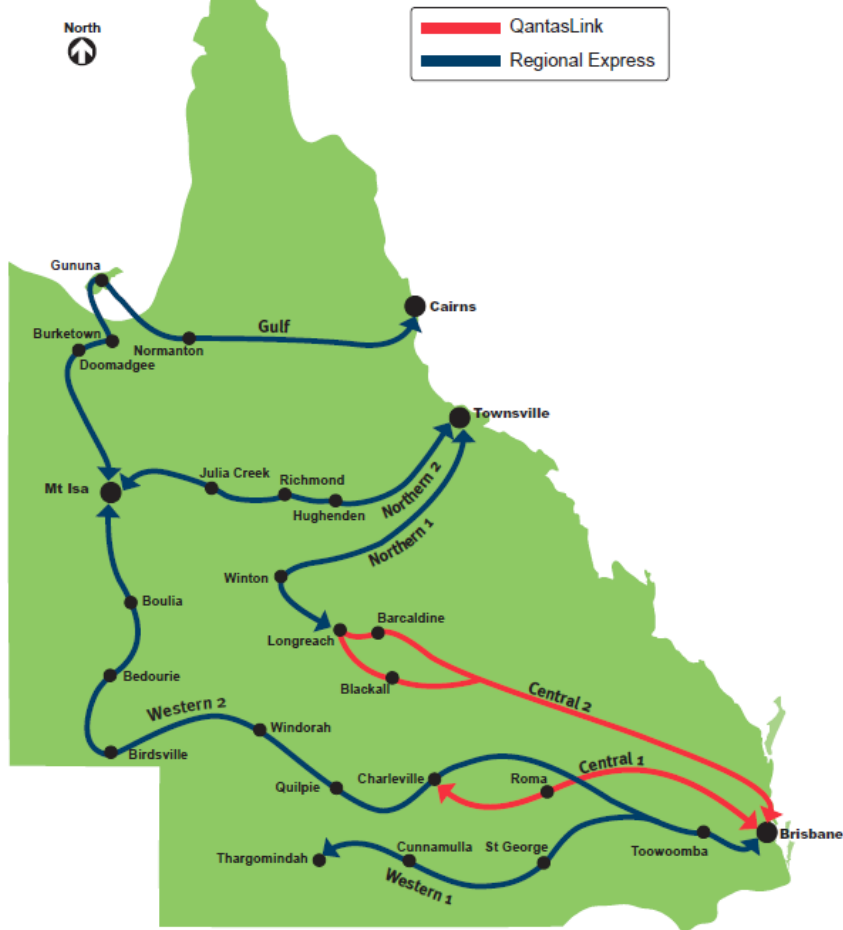 North
QantasLink
Regional Express
Gununa
Cairns
Gulf
Burketown
Normanton
Doomadgee
Townsville
Julia Creek
Richmond
Mt Isa
Hughenden
Northern 2
Northern 1
Winton
Boulia
Barcaldine
Longreach
Bedourie
Blackall
Central 2
Western 2
Windorah
Birdsville
Central 1
Charleville
Roma
Quilpie
Brisbane
Cunnamulla
St George
Toowoomba
Thargomindah
Western 1